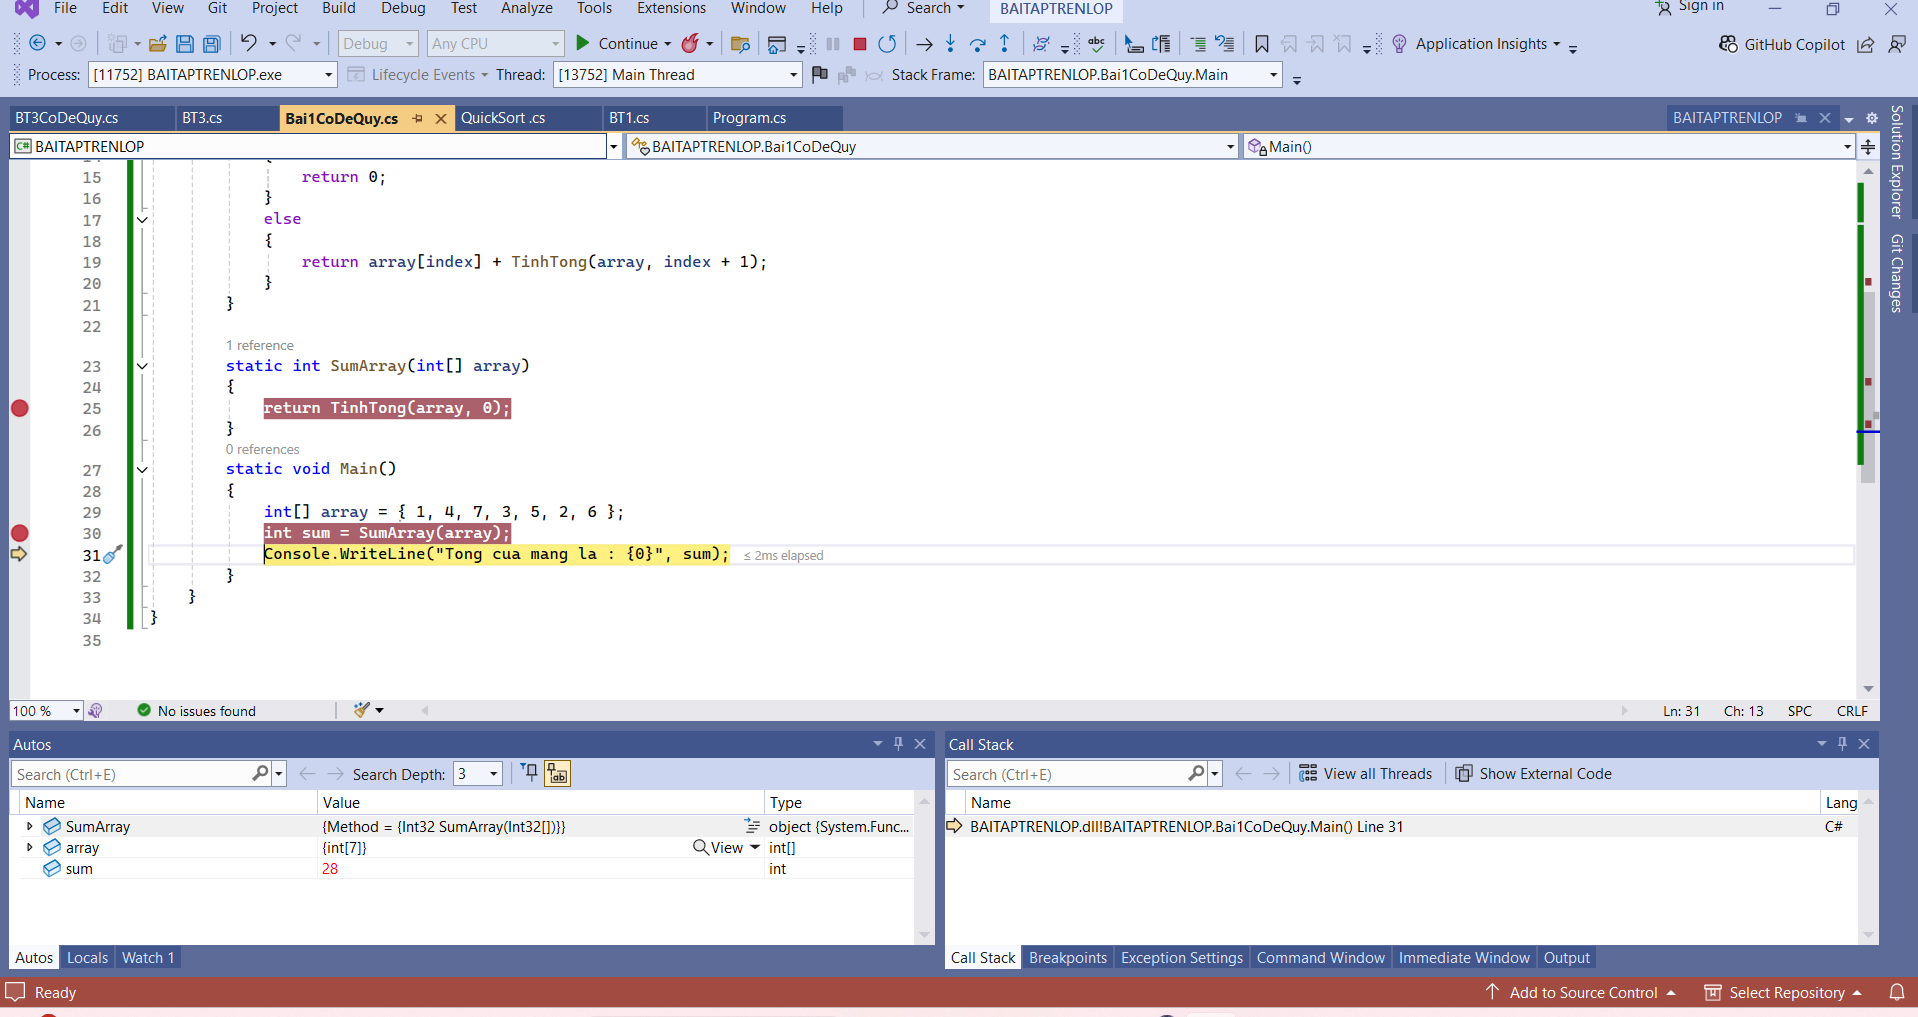 File Edit View Git Project Build Debug Test Analyze Tools Extensions Window Help Search BAITAPTRENLOP Sign in
Debug Any CPU Continue Application Insights GitHub Copilot
Process: [11752] BAITAPTRENLOP.exe Lifecycle Events Thread: [13752] Main Thread Stack Frame: BAITAPTRENLOP.Bai1CoDeQuy.Main
BT3CoDeQuy.cs BT3.cs Bai1CoDeQuy.cs QuickSort .cs BT1.cs Program.cs BAITAPTRENLOP
C# BAITAPTRENLOP BAITAPTRENLOP.Bai1CoDeQuy Main()
Solution Explorer
Git Changes
15 return 0;
16 }
17 else
18 {
19 return array[index] + TinhTong(array, index + 1);
20 }
21 }
22
1 reference
23 static int SumArray(int[] array)
24 {
25 return TinhTong(array, 0);
26 }
0 references
27 static void Main()
28 {
29 int[] array = { 1, 4, 7, 3, 5, 2, 6 };
30 int sum = SumArray(array);
31 Console.WriteLine("Tong cua mang la : {0}", sum); ≤ 2ms elapsed
32 }
33 }
34 }
35
100 % No issues found Ln: 31 Ch: 13 SPC CRLF
Autos
Search (Ctrl+E) Search Depth: 3
Name Value Type
SumArray {Method = {Int32 SumArray(Int32[])}} object {System.Func...
array {int[7]} View int[]
sum 28 int
Autos Locals Watch 1
Call Stack
Search (Ctrl+E) View all Threads Show External Code
Name Lang
BAITAPTRENLOP.dll!BAITAPTRENLOP.Bai1CoDeQuy.Main() Line 31 C#
Call Stack Breakpoints Exception Settings Command Window Immediate Window Output
Ready Add to Source Control Select Repository